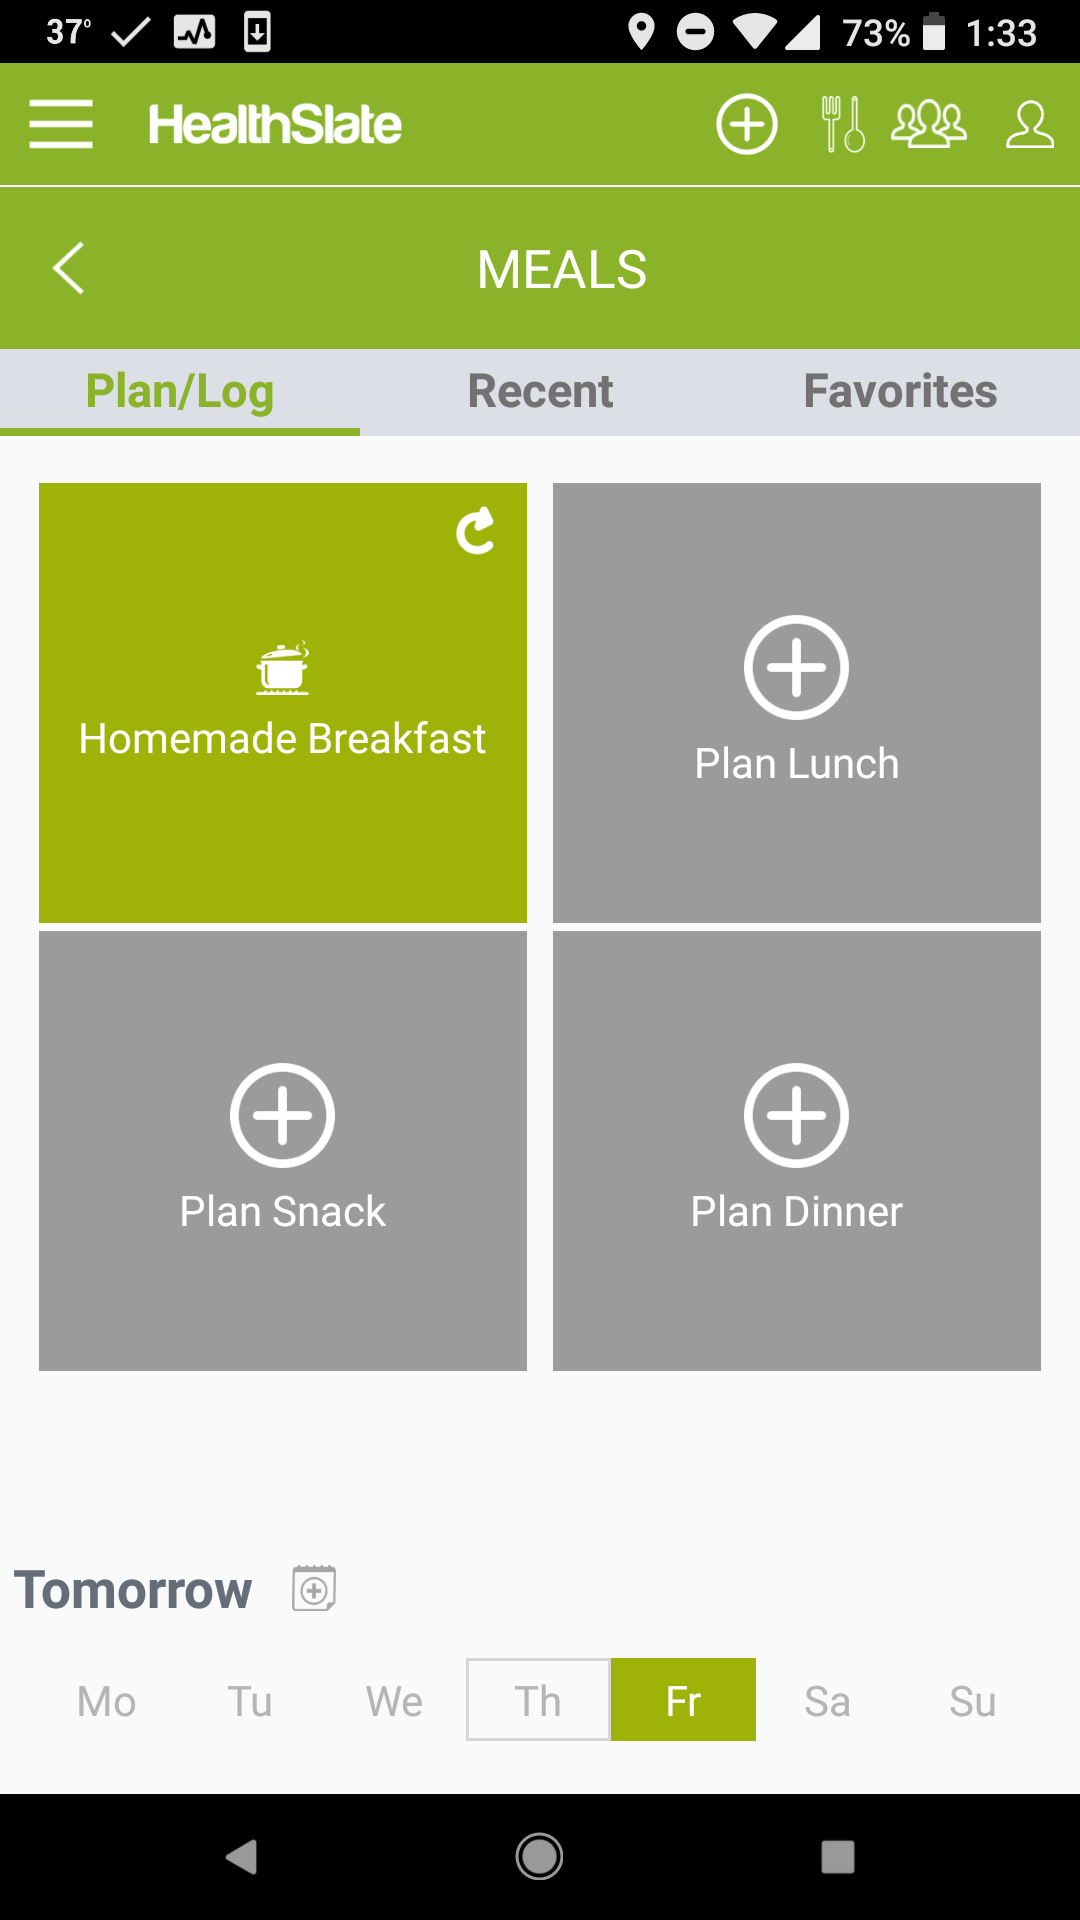 37° 73% 1:33
HealthSlate
MEALS
Plan/Log Recent Favorites
Homemade Breakfast
Plan Lunch
Plan Snack
Plan Dinner
Tomorrow
Mo Tu We Th Fr Sa Su